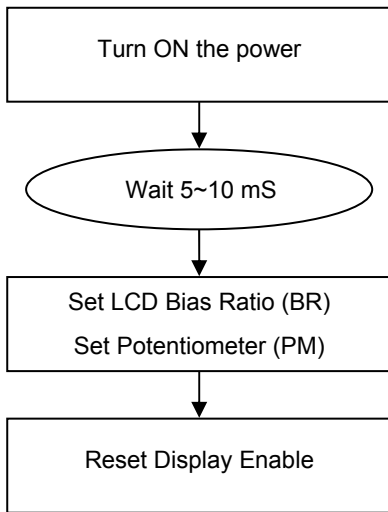 Turn ON the power
Wait 5~10 mS
Set LCD Bias Ratio (BR)
Set Potentiometer (PM)
Reset Display Enable